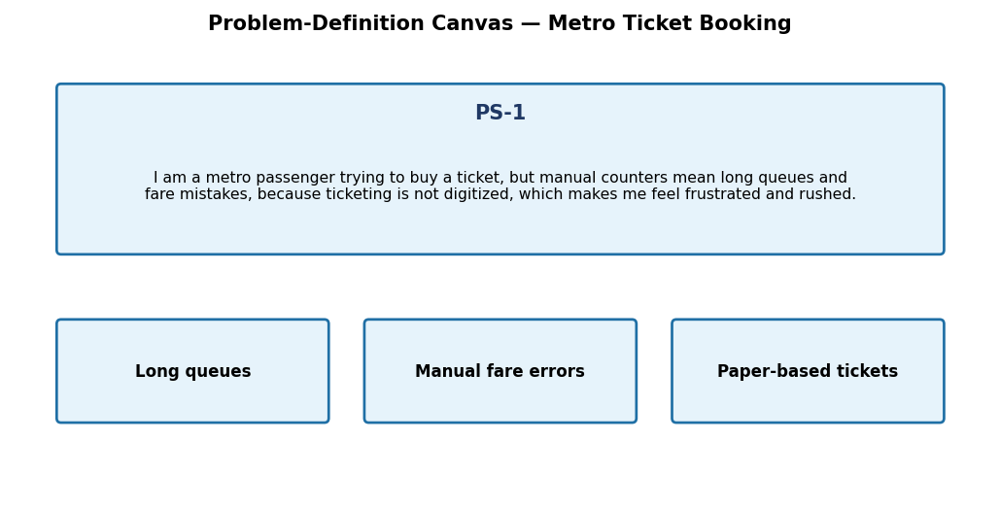 Problem-Definition Canvas — Metro Ticket Booking
PS-1
I am a metro passenger trying to buy a ticket, but manual counters mean long queues and
fare mistakes, because ticketing is not digitized, which makes me feel frustrated and rushed.
Long queues
Manual fare errors
Paper-based tickets